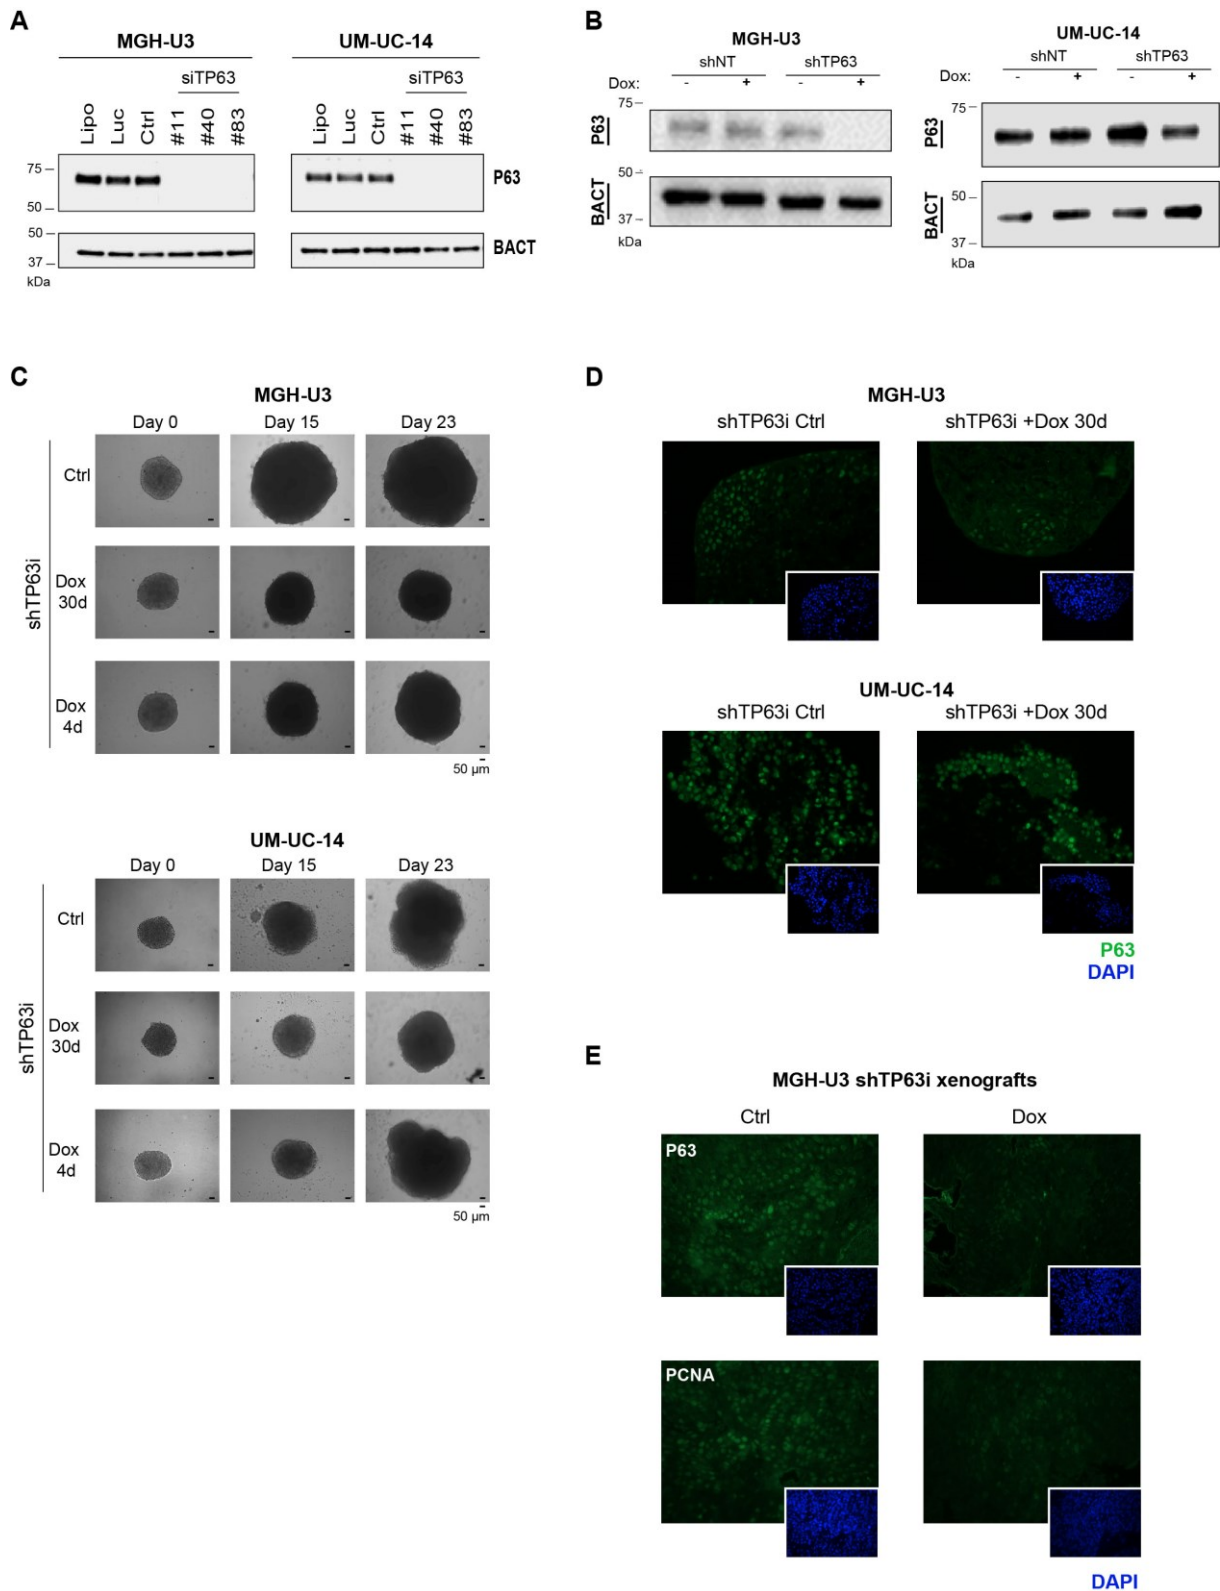 A
MGH-U3
UM-UC-14
siTP63
siTP63
Lipo
Luc
Ctrl
#11
#40
#83
Lipo
Luc
Ctrl
#11
#40
#83
75
50
P63
50
37
BACT
kDa
B
MGH-U3
UM-UC-14
shNT
shTP63
shNT
shTP63
Dox:
-
+
-
+
Dox:
-
+
-
+
75
P63
50
BACT
37
kDa
75
P63
50
BACT
37
kDa
C
MGH-U3
Day 0
Day 15
Day 23
shTP63i
Ctrl
Dox
30d
Dox
4d
50 µm
UM-UC-14
Day 0
Day 15
Day 23
shTP63i
Ctrl
Dox
30d
Dox
4d
50 µm
D
MGH-U3
shTP63i Ctrl
shTP63i +Dox 30d
UM-UC-14
shTP63i Ctrl
shTP63i +Dox 30d
P63
DAPI
E
MGH-U3 shTP63i xenografts
Ctrl
Dox
P63
PCNA
DAPI